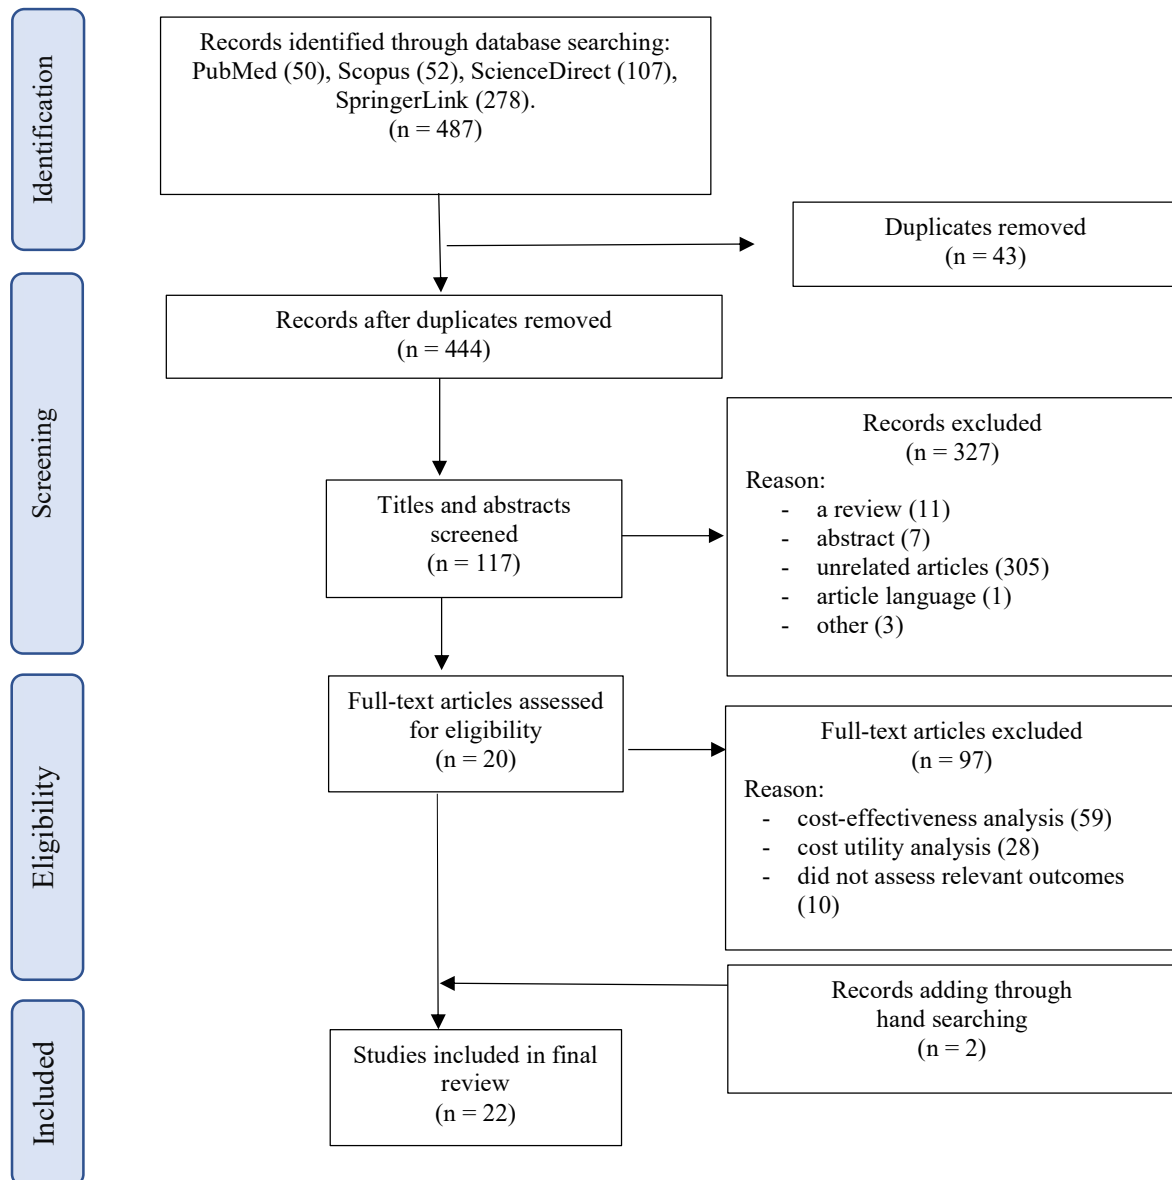 Identification
Records identified through database searching:
PubMed (50), Scopus (52), ScienceDirect (107),
SpringerLink (278).
(n = 487)
Duplicates removed
(n = 43)
Screening
Records after duplicates removed
(n = 444)
Titles and abstracts
screened
(n = 117)
Records excluded
(n = 327)
Reason:
- a review (11)
- abstract (7)
- unrelated articles (305)
- article language (1)
- other (3)
Eligibility
Full-text articles assessed
for eligibility
(n = 20)
Full-text articles excluded
(n = 97)
Reason:
- cost-effectiveness analysis (59)
- cost utility analysis (28)
- did not assess relevant outcomes
(10)
Records adding through
hand searching
(n = 2)
Included
Studies included in final
review
(n = 22)